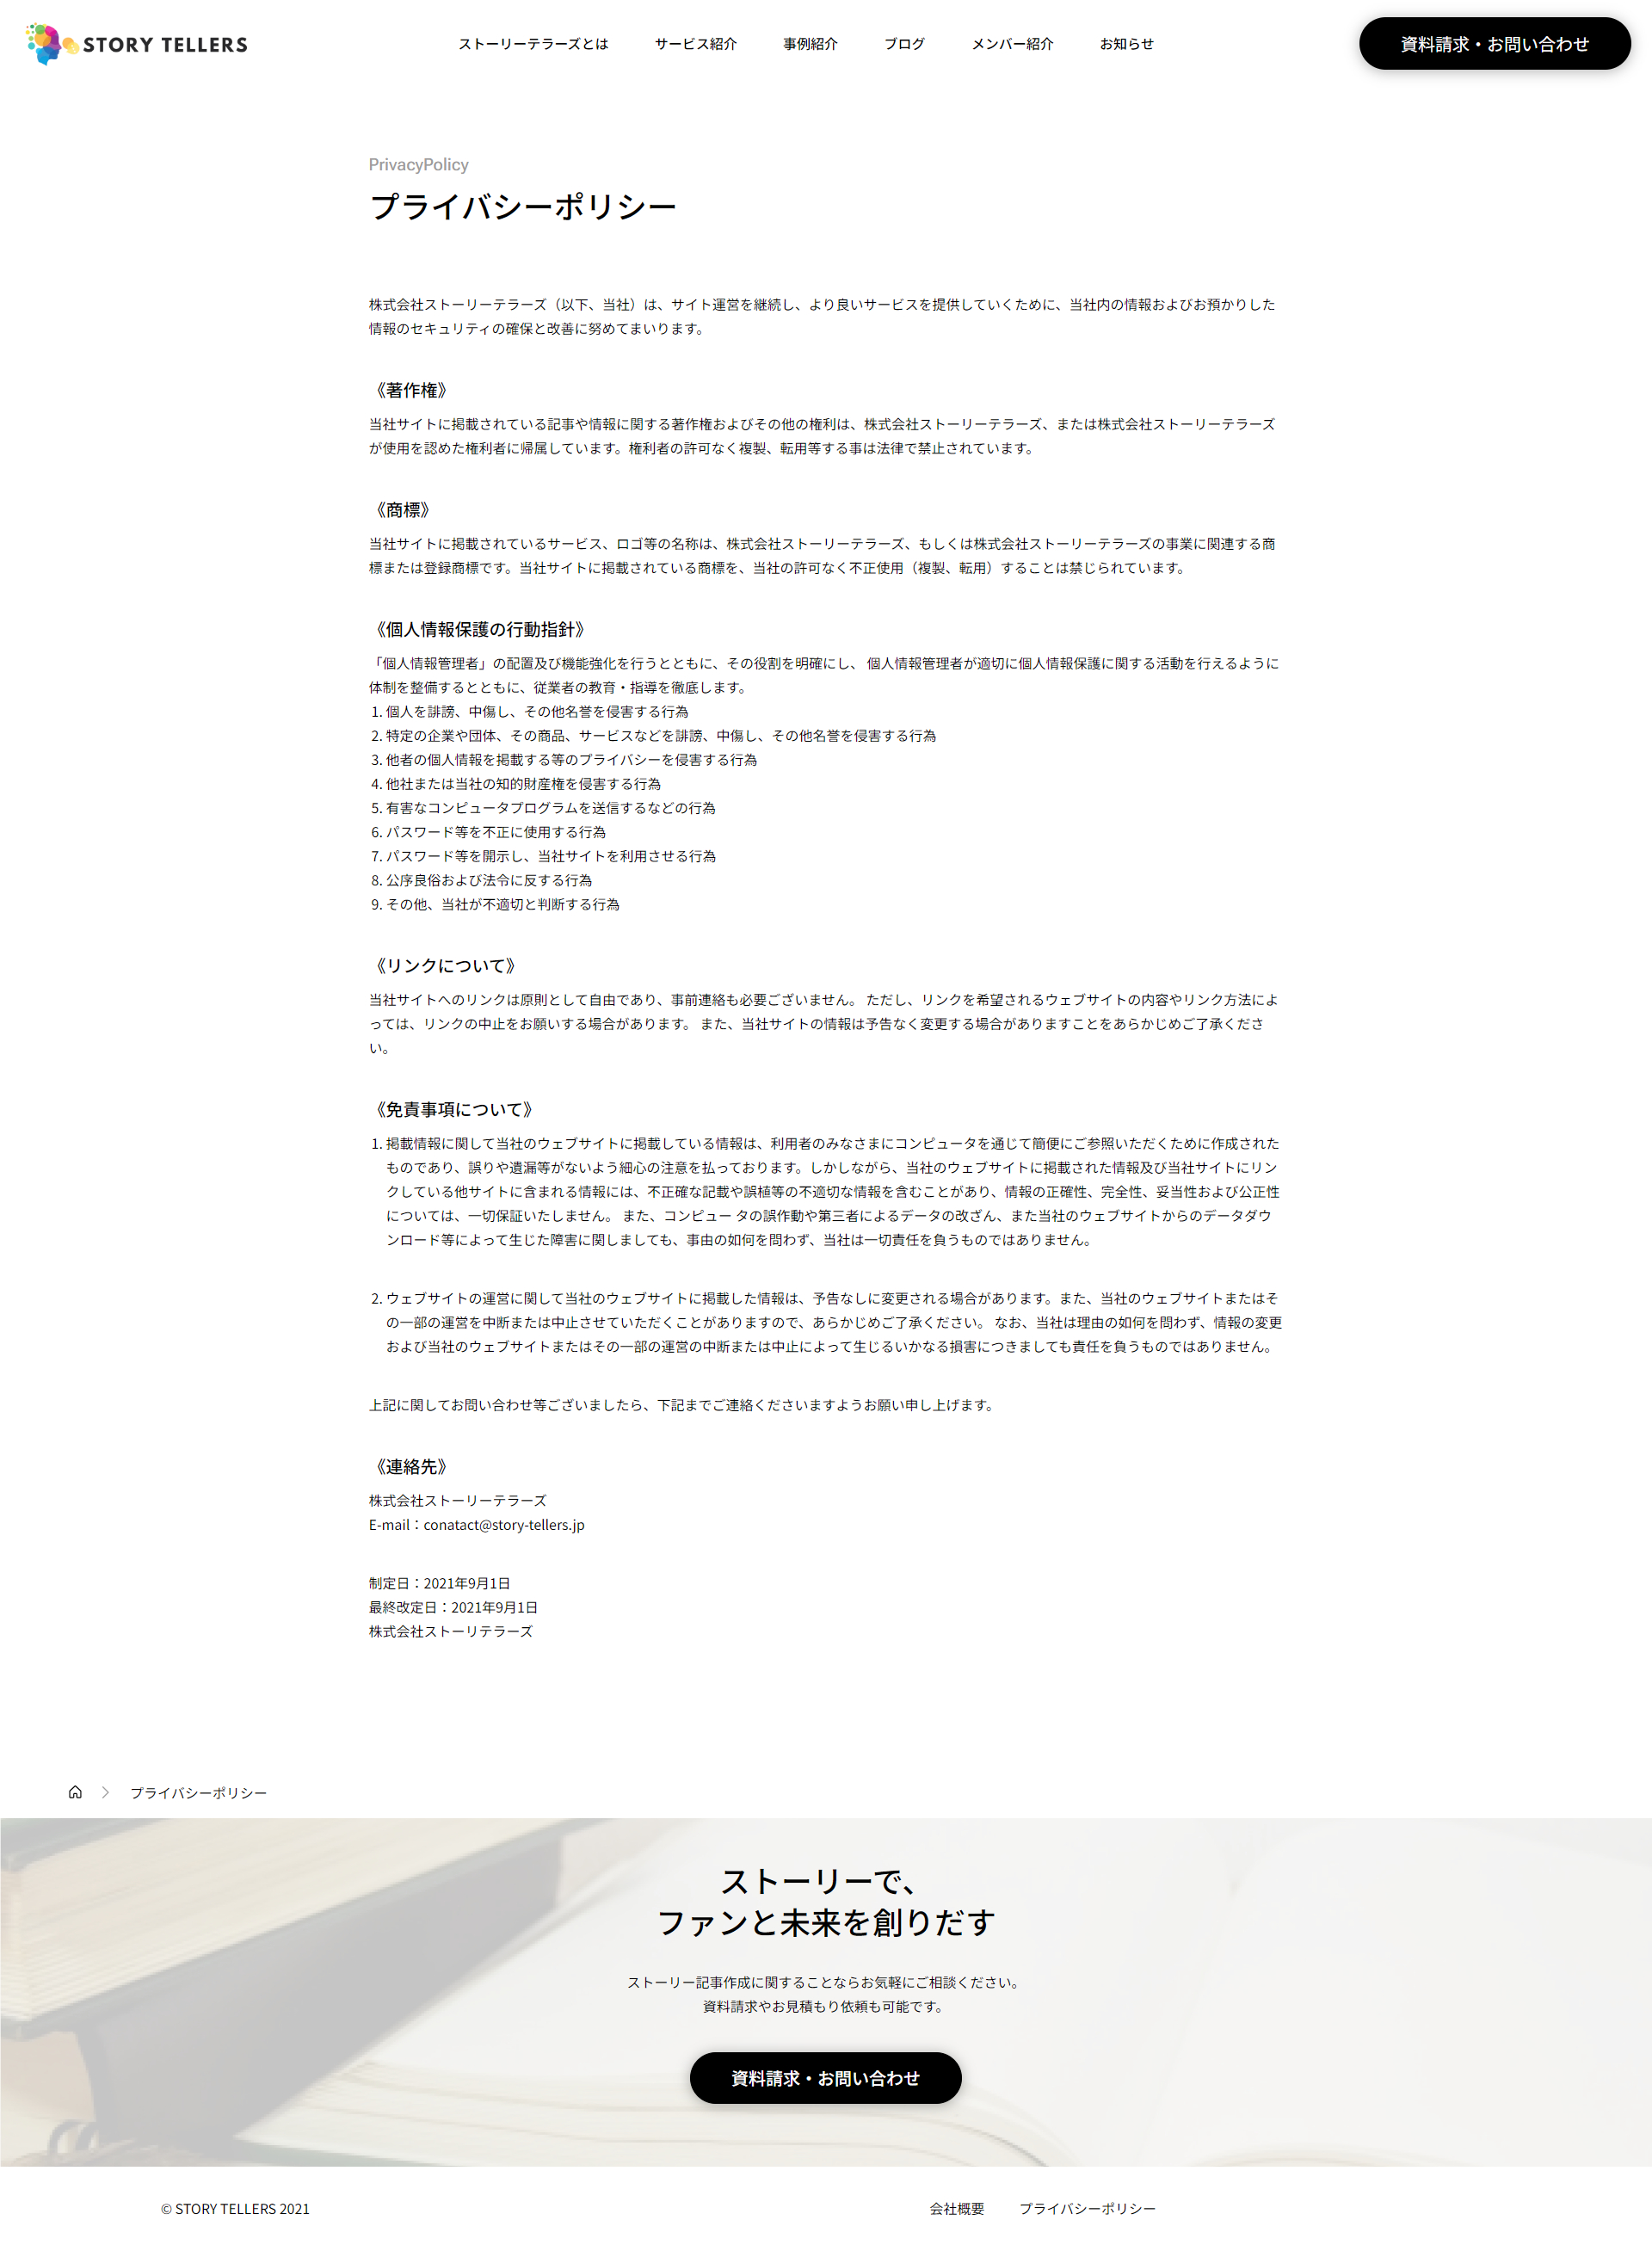 STORY TELLERS
ストーリーテラーズとは
サービス紹介
事例紹介
ブログ
メンバー紹介
お知らせ
資料請求・お問い合わせ
PrivacyPolicy
プライバシーポリシー
株式会社ストーリーテラーズ（以下、当社）は、サイト運営を継続し、より良いサービスを提供していくために、当社内の情報およびお預かりした
情報のセキュリティの確保と改善に努めてまいります。
《著作権》
当社サイトに掲載されている記事や情報に関する著作権およびその他の権利は、株式会社ストーリーテラーズ、または株式会社ストーリーテラーズ
が使用を認めた権利者に帰属しています。権利者の許可なく複製、転用等する事は法律で禁止されています。
《商標》
当社サイトに掲載されているサービス、ロゴ等の名称は、株式会社ストーリーテラーズ、もしくは株式会社ストーリーテラーズの事業に関連する商
標または登録商標です。当社サイトに掲載されている商標を、当社の許可なく不正使用（複製、転用）することは禁じられています。
《個人情報保護の行動指針》
「個人情報管理者」の配置及び機能強化を行うとともに、その役割を明確にし、 個人情報管理者が適切に個人情報保護に関する活動を行えるように
体制を整備するとともに、従業者の教育・指導を徹底します。
1. 個人を誹謗、中傷し、その他名誉を侵害する行為
2. 特定の企業や団体、その商品、サービスなどを誹謗、中傷し、その他名誉を侵害する行為
3. 他者の個人情報を掲載する等のプライバシーを侵害する行為
4. 他社または当社の知的財産権を侵害する行為
5. 有害なコンピュータプログラムを送信するなどの行為
6. パスワード等を不正に使用する行為
7. パスワード等を開示し、当社サイトを利用させる行為
8. 公序良俗および法令に反する行為
9. その他、当社が不適切と判断する行為
《リンクについて》
当社サイトへのリンクは原則として自由であり、事前連絡も必要ございません。 ただし、リンクを希望されるウェブサイトの内容やリンク方法によ
っては、リンクの中止をお願いする場合があります。 また、当社サイトの情報は予告なく変更する場合がありますことをあらかじめご了承くださ
い。
《免責事項について》
1. 掲載情報に関して当社のウェブサイトに掲載している情報は、利用者のみなさまにコンピュータを通じて簡便にご参照いただくために作成された
ものであり、誤りや遺漏等がないよう細心の注意を払っております。しかしながら、当社のウェブサイトに掲載された情報及び当社サイトにリン
クしている他サイトに含まれる情報には、不正確な記載や誤植等の不適切な情報を含むことがあり、情報の正確性、完全性、妥当性および公正性
については、一切保証いたしません。 また、コンピュー タの誤作動や第三者によるデータの改ざん、また当社のウェブサイトからのデータダウ
ンロード等によって生じた障害に関しましても、事由の如何を問わず、当社は一切責任を負うものではありません。
2. ウェブサイトの運営に関して当社のウェブサイトに掲載した情報は、予告なしに変更される場合があります。また、当社のウェブサイトまたはそ
の一部の運営を中断または中止させていただくことがありますので、あらかじめご了承ください。 なお、当社は理由の如何を問わず、情報の変更
および当社のウェブサイトまたはその一部の運営の中断または中止によって生じるいかなる損害につきましても責任を負うものではありません。
上記に関してお問い合わせ等ございましたら、下記までご連絡くださいますようお願い申し上げます。
《連絡先》
株式会社ストーリーテラーズ
E-mail：conatact@story-tellers.jp
制定日：2021年9月1日
最終改定日：2021年9月1日
株式会社ストーリテラーズ
プライバシーポリシー
ストーリーで、
ファンと未来を創りだす
ストーリー記事作成に関することならお気軽にご相談ください。
資料請求やお見積もり依頼も可能です。
資料請求・お問い合わせ
© STORY TELLERS 2021
会社概要
プライバシーポリシー